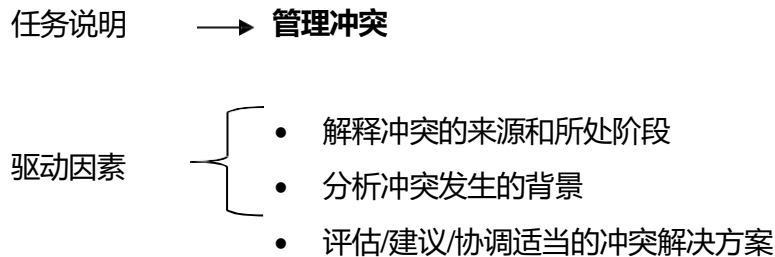 任务说明 管理冲突
• 解释冲突的来源和所处阶段
驱动因素
• 分析冲突发生的背景
• 评估/建议/协调适当的冲突解决方案